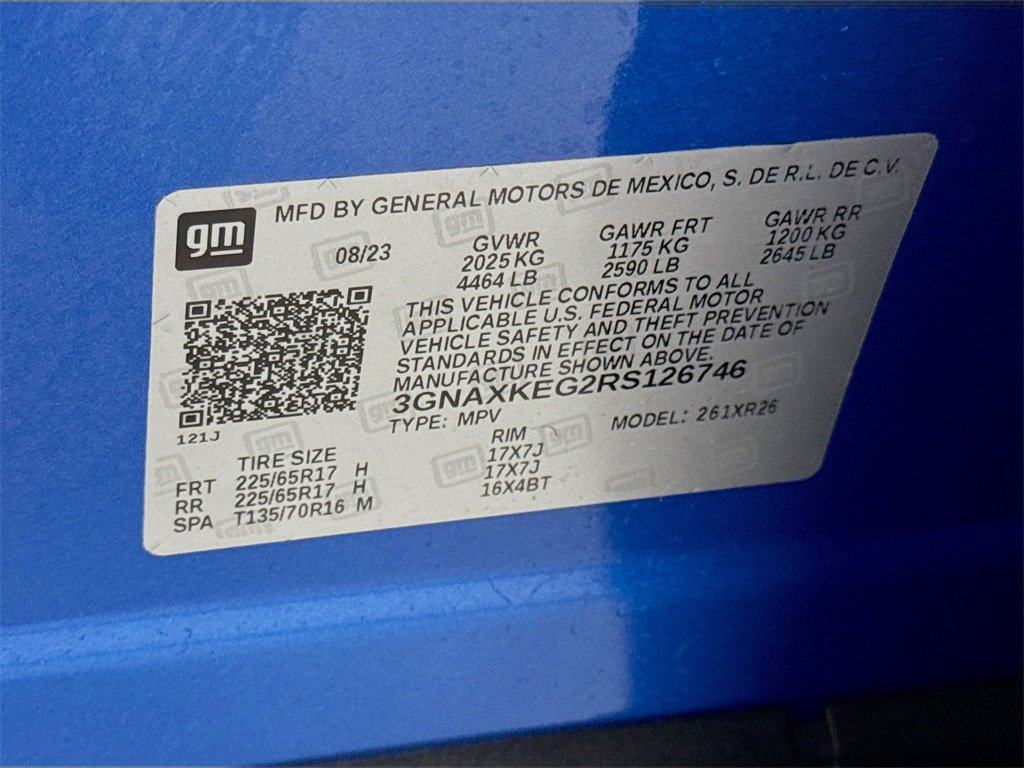 gm
MFD BY GENERAL MOTORS DE MEXICO, S. DE R.L. DE C.V.
08/23
GVWR
2025 KG
4464 LB
GAWR FRT
1175 KG
2590 LB
GAWR RR
1200 KG
2645 LB
THIS VEHICLE CONFORMS TO ALL
APPLICABLE U.S. FEDERAL MOTOR
VEHICLE SAFETY AND THEFT PREVENTION
STANDARDS IN EFFECT ON THE DATE OF
MANUFACTURE SHOWN ABOVE.
3GNAXKEG2RS126746
TYPE: MPV
MODEL: 261XR26
121J
TIRE SIZE RIM
FRT 225/65R17 H 17X7J
RR 225/65R17 H 17X7J
SPA T135/70R16 M 16X4BT